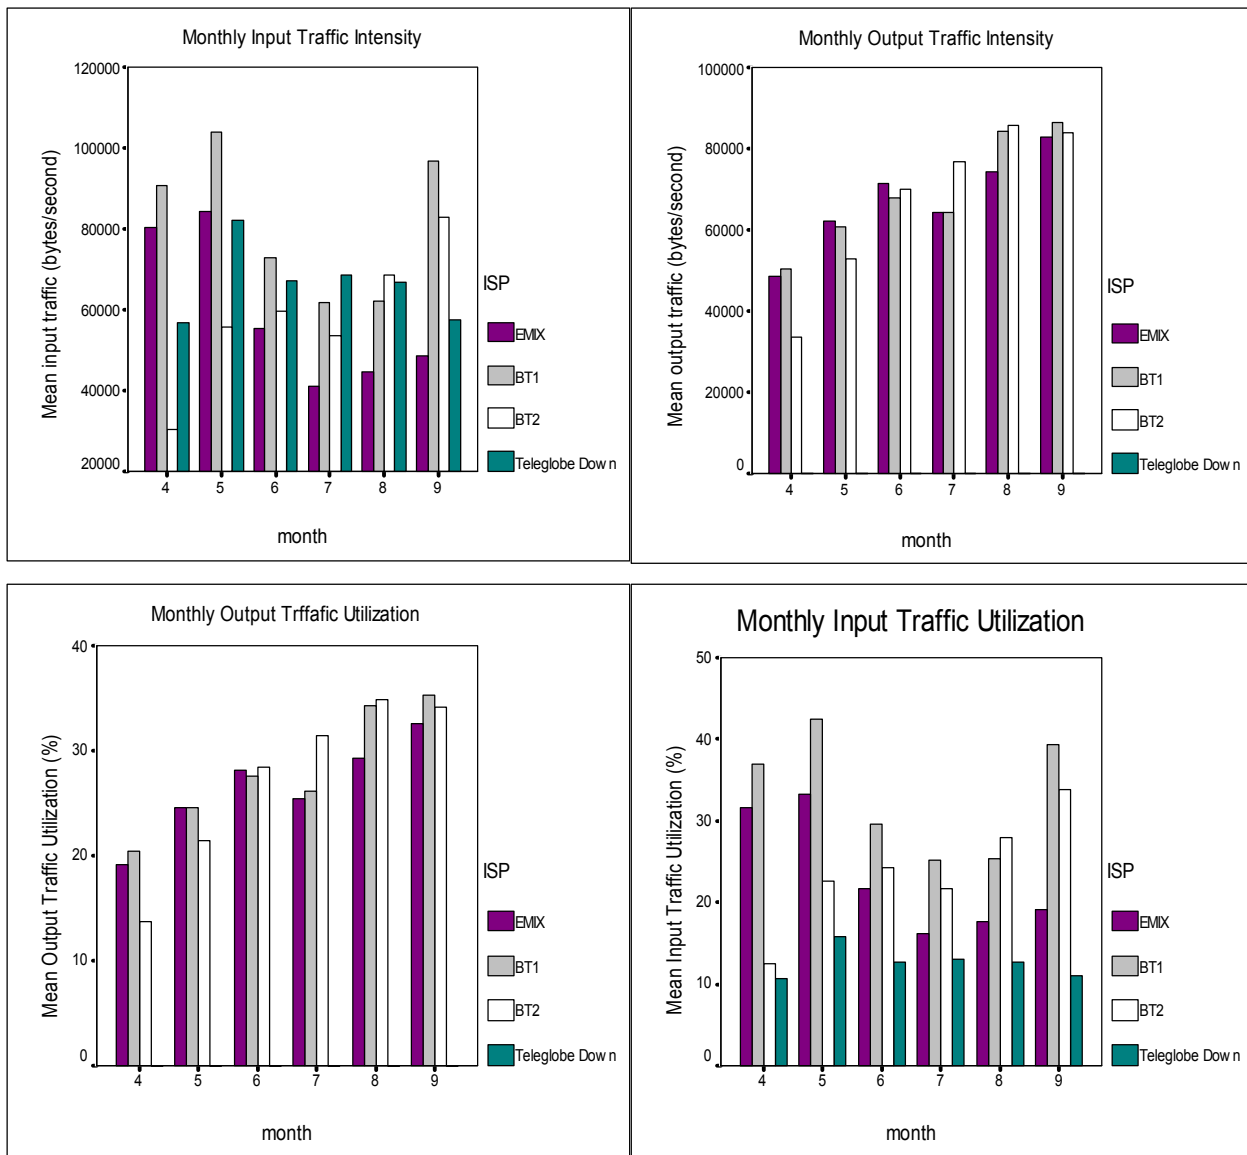 Monthly Input Traffic Intensity
120000
100000
80000
60000
40000
20000
Mean input traffic (bytes/second)
4 5 6 7 8 9
month
ISP
EMIX
BT1
BT2
Teleglobe Down
Monthly Output Traffic Intensity
100000
80000
60000
40000
20000
0
Mean output traffic (bytes/second)
4 5 6 7 8 9
month
ISP
EMIX
BT1
BT2
Teleglobe Down
Monthly Output Trffafic Utilization
40
30
20
10
0
Mean Output Traffic Utilization (%)
4 5 6 7 8 9
month
ISP
EMIX
BT1
BT2
Teleglobe Down
Monthly Input Traffic Utilization
50
40
30
20
10
0
Mean Input Traffic Utilization (%)
4 5 6 7 8 9
month
ISP
EMIX
BT1
BT2
Teleglobe Down